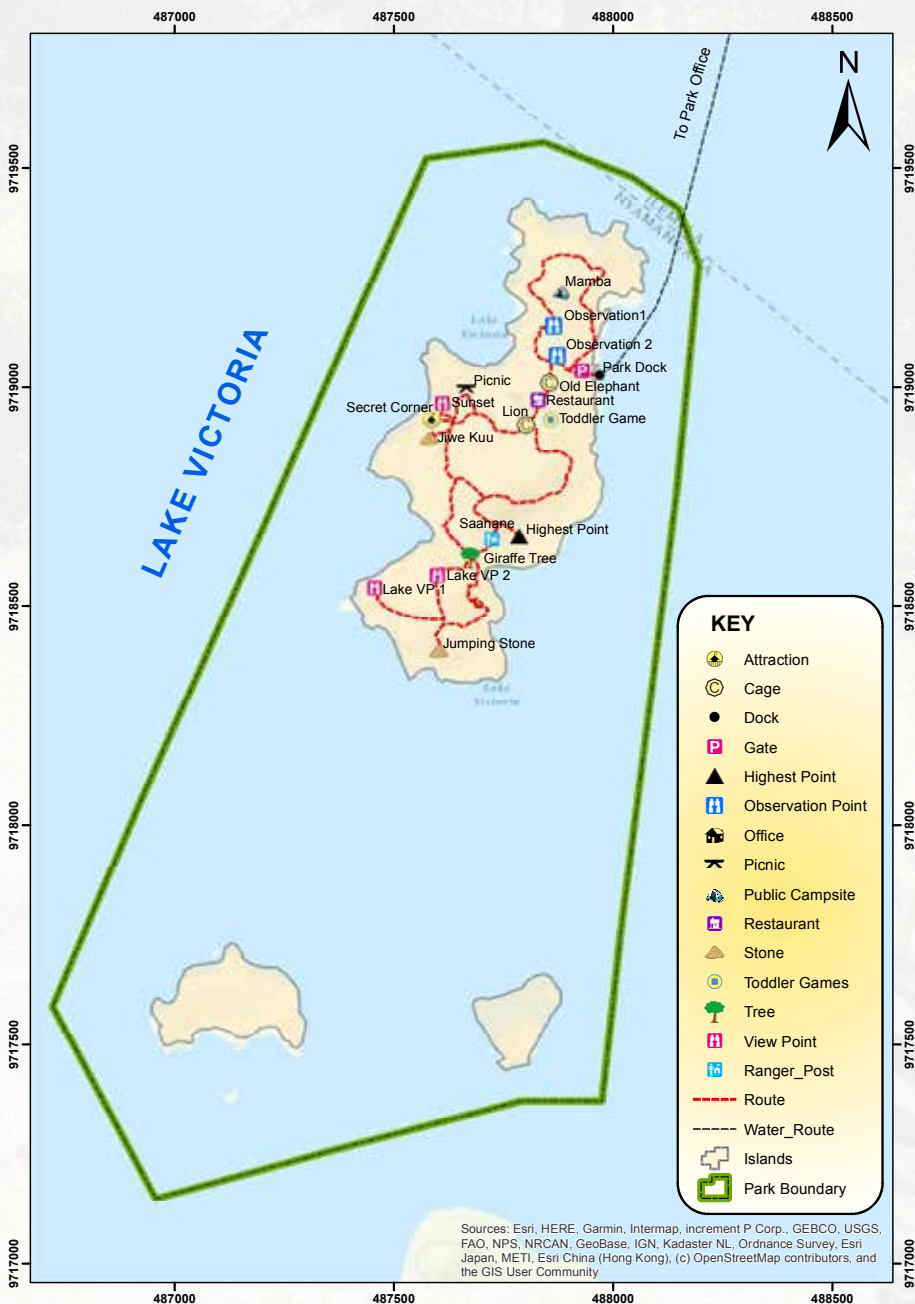 487000
487500
488000
488500
N
To Park Office
9719500
9719500
ILEMELA
NYAMAGANA
Mamba
Observation1
Lake
Victoria
Observation 2
9719000
Park Dock
9719000
Picnic
Old Elephant
Sunset
Restaurant
Secret Corner
Lion
Toddler Game
Jiwe Kuu
LAKE VICTORIA
Saanane
Highest Point
Giraffe Tree
Lake VP 2
Lake VP 1
9718500
9718500
Jumping Stone
Lake
Victoria
KEY
Attraction
C Cage
Dock
P Gate
Highest Point
Observation Point
Office
Picnic
Public Campsite
Restaurant
Stone
Toddler Games
Tree
View Point
Ranger_Post
Route
Water_Route
Islands
Park Boundary
9718000
9718000
9717500
9717500
Sources: Esri, HERE, Garmin, Intermap, increment P Corp., GEBCO, USGS,
FAO, NPS, NRCAN, GeoBase, IGN, Kadaster NL, Ordnance Survey, Esri
Japan, METI, Esri China (Hong Kong), (c) OpenStreetMap contributors, and
the GIS User Community
9717000
9717000
487000
487500
488000
488500